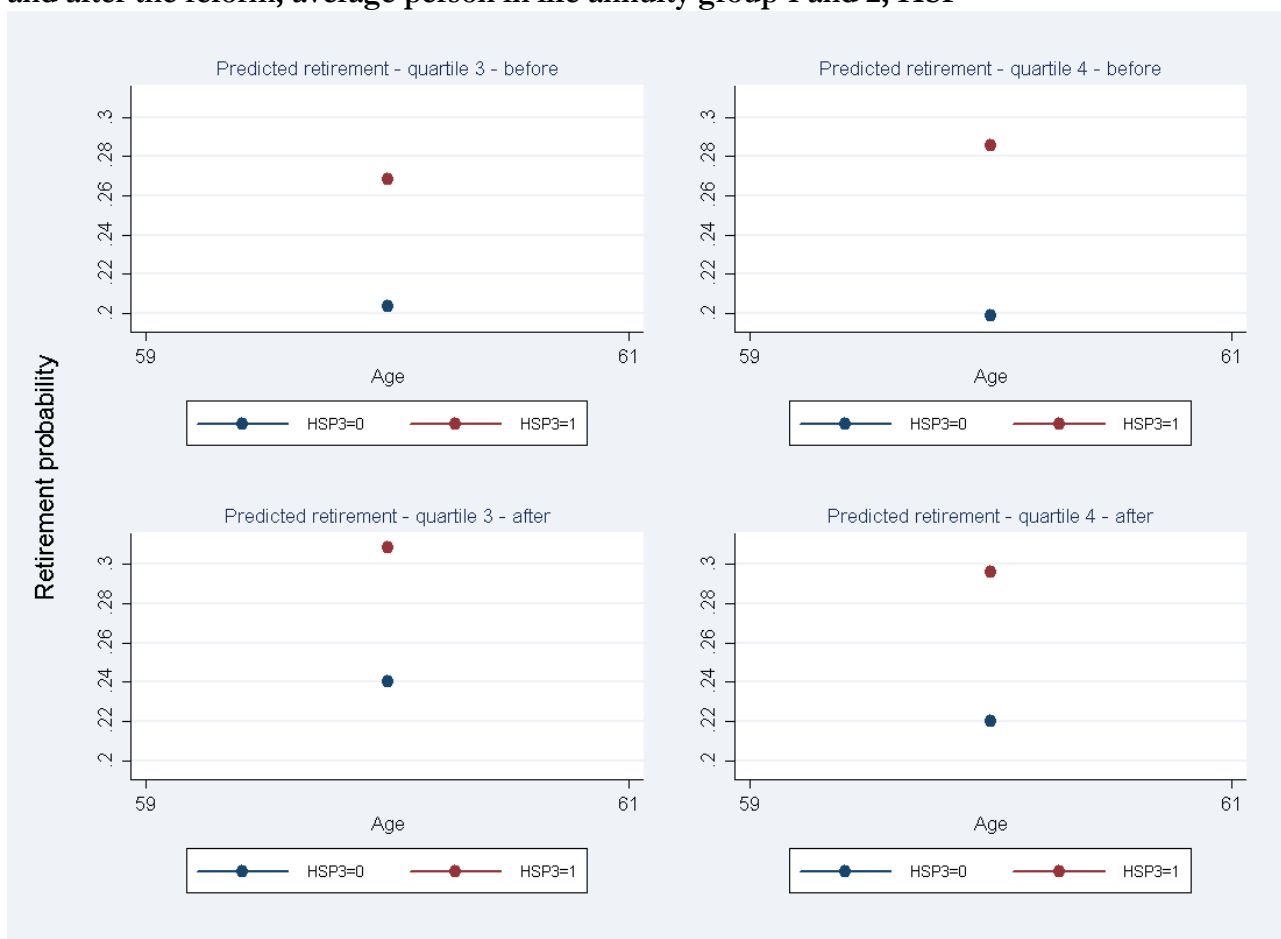 and after the reform, average person in life annuity group 1 and 2, HSP
Predicted retirement - quartile 3 - before
.3
.28
.26
.24
.22
.2
59 61
Age
HSP3=0 HSP3=1
Predicted retirement - quartile 4 - before
.3
.28
.26
.24
.22
.2
59 61
Age
HSP3=0 HSP3=1
Retirement probability
Predicted retirement - quartile 3 - after
.3
.28
.26
.24
.22
.2
59 61
Age
HSP3=0 HSP3=1
Predicted retirement - quartile 4 - after
.3
.28
.26
.24
.22
.2
59 61
Age
HSP3=0 HSP3=1